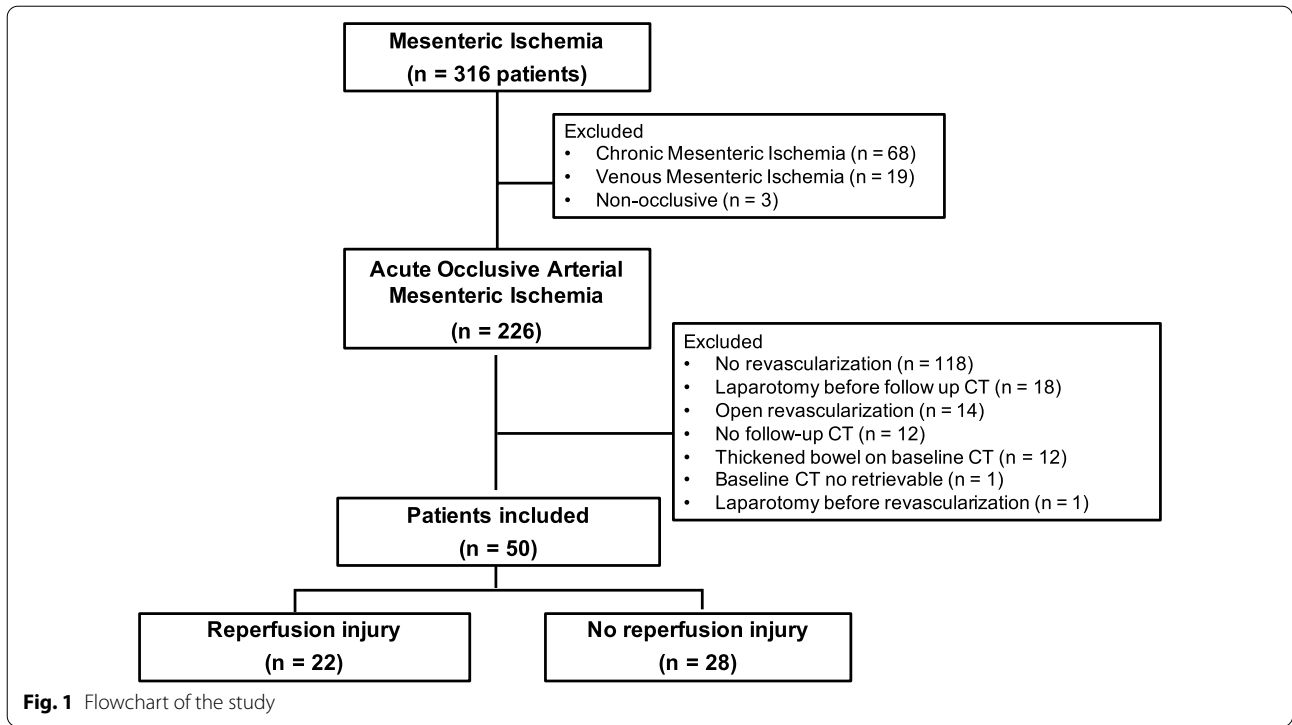 Mesenteric Ischemia
(n = 316 patients)
Excluded
• Chronic Mesenteric Ischemia (n = 68)
• Venous Mesenteric Ischemia (n = 19)
• Non-occlusive (n = 3)
Acute Occlusive Arterial
Mesenteric Ischemia
(n = 226)
Excluded
• No revascularization (n = 118)
• Laparotomy before follow up CT (n = 18)
• Open revascularization (n = 14)
• No follow-up CT (n = 12)
• Thickened bowel on baseline CT (n = 12)
• Baseline CT no retrievable (n = 1)
• Laparotomy before revascularization (n = 1)
Patients included
(n = 50)
Reperfusion injury
(n = 22)
No reperfusion injury
(n = 28)
Fig. 1 Flowchart of the study